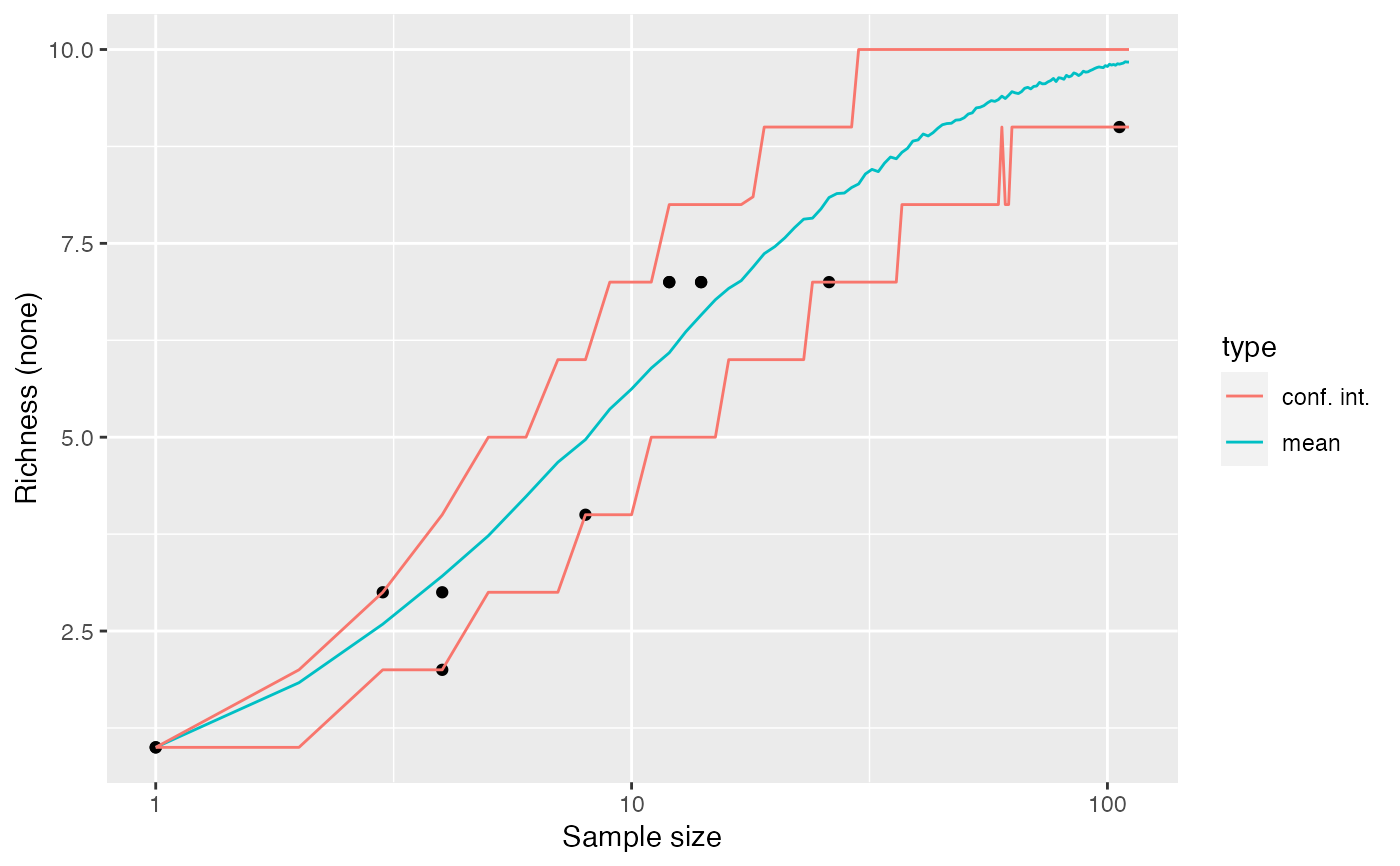 10.0
7.5
5.0
2.5
Richness (none)
1
10
100
Sample size
type
conf. int.
mean